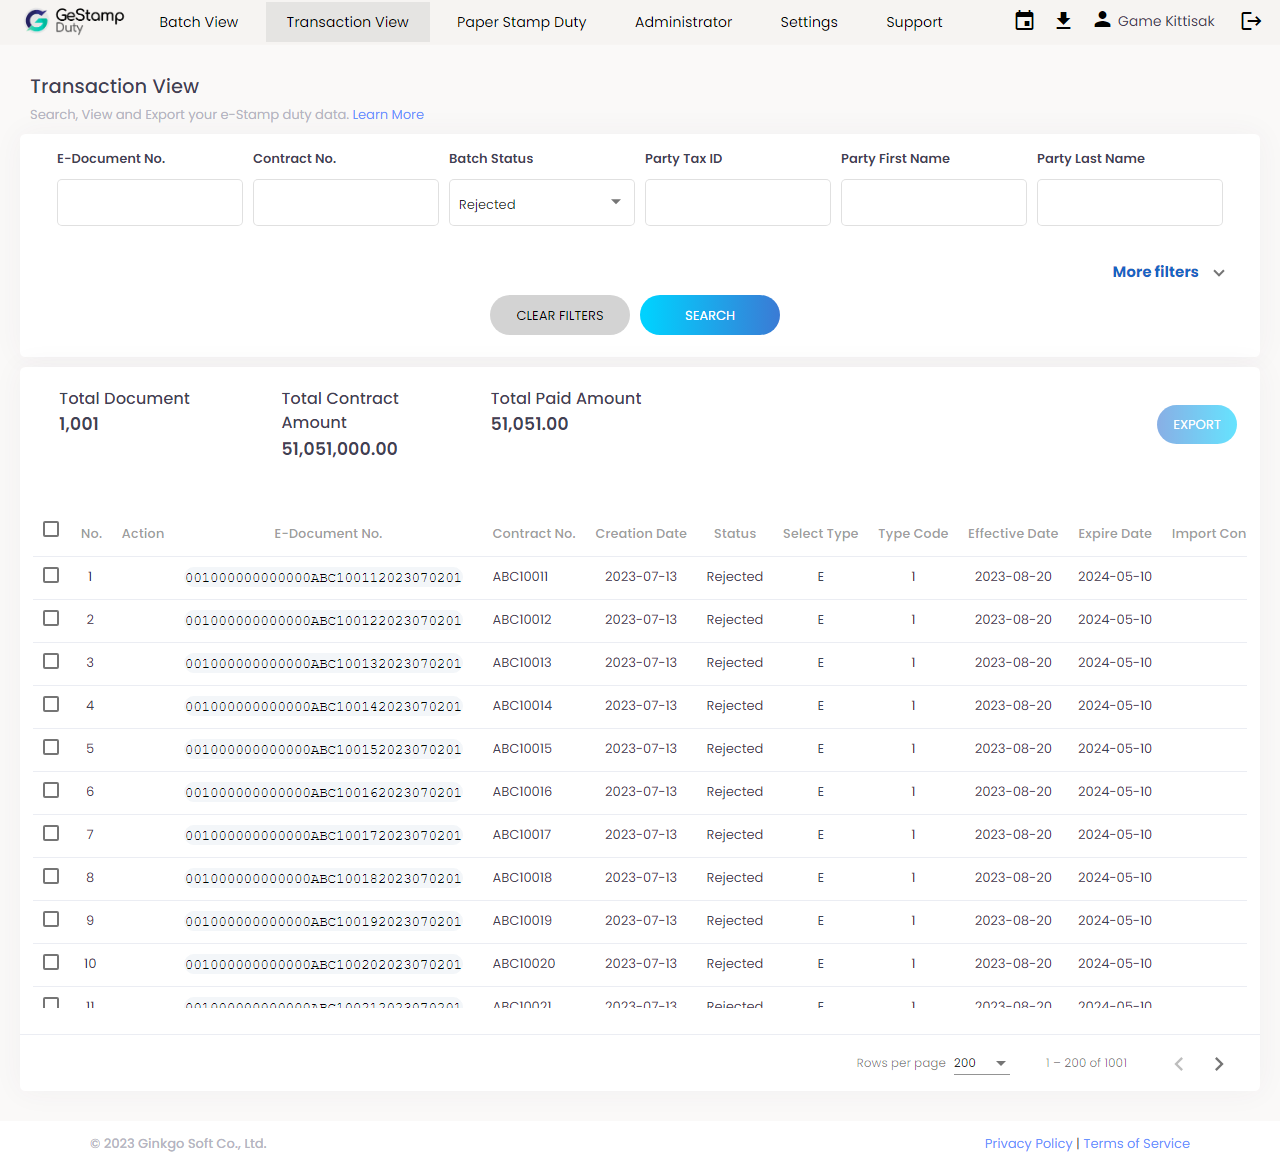 GeStamp
Duty
Batch View
Transaction View
Paper Stamp Duty
Administrator
Settings
Support
Game Kittisak
Transaction View
Search, View and Export your e-Stamp duty data. Learn More
E-Document No.
Contract No.
Batch Status
Party Tax ID
Party First Name
Party Last Name
Rejected
More filters
CLEAR FILTERS
SEARCH
Total Document
1,001
Total Contract
Amount
51,051,000.00
Total Paid Amount
51,051.00
EXPORT
No. Action E-Document No. Contract No. Creation Date Status Select Type Type Code Effective Date Expire Date Import Con
1 001000000000000ABC100112023070201 ABC10011 2023-07-13 Rejected E 1 2023-08-20 2024-05-10
2 001000000000000ABC100122023070201 ABC10012 2023-07-13 Rejected E 1 2023-08-20 2024-05-10
3 001000000000000ABC100132023070201 ABC10013 2023-07-13 Rejected E 1 2023-08-20 2024-05-10
4 001000000000000ABC100142023070201 ABC10014 2023-07-13 Rejected E 1 2023-08-20 2024-05-10
5 001000000000000ABC100152023070201 ABC10015 2023-07-13 Rejected E 1 2023-08-20 2024-05-10
6 001000000000000ABC100162023070201 ABC10016 2023-07-13 Rejected E 1 2023-08-20 2024-05-10
7 001000000000000ABC100172023070201 ABC10017 2023-07-13 Rejected E 1 2023-08-20 2024-05-10
8 001000000000000ABC100182023070201 ABC10018 2023-07-13 Rejected E 1 2023-08-20 2024-05-10
9 001000000000000ABC100192023070201 ABC10019 2023-07-13 Rejected E 1 2023-08-20 2024-05-10
10 001000000000000ABC100202023070201 ABC10020 2023-07-13 Rejected E 1 2023-08-20 2024-05-10
11 001000000000000ABC100212023070201 ABC10021 2023-07-13 Rejected E 1 2023-08-20 2024-05-10
Rows per page 200 1 – 200 of 1001
© 2023 Ginkgo Soft Co., Ltd.
Privacy Policy | Terms of Service